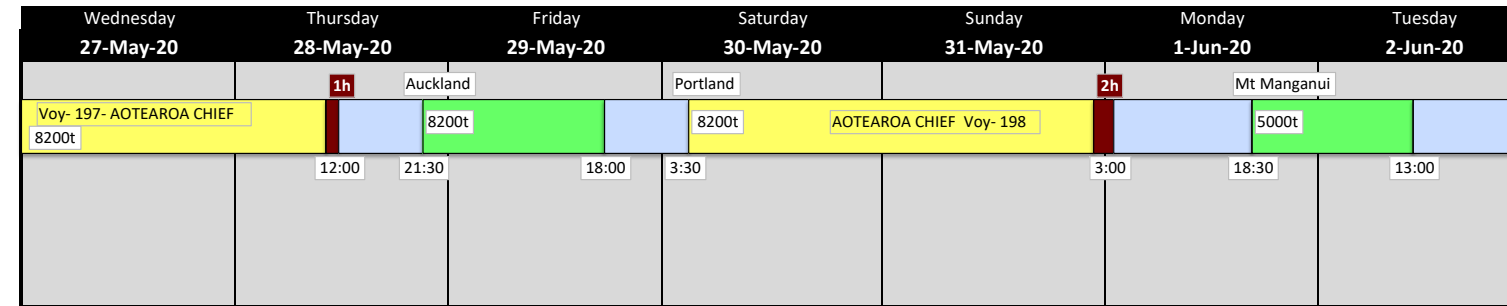 Wednesday Thursday Friday Saturday Sunday Monday Tuesday
27-May-20 28-May-20 29-May-20 30-May-20 31-May-20 1-Jun-20 2-Jun-20
1h Auckland Portland 2h Mt Manganui
Voy- 197- AOTEAROA CHIEF
8200t
8200t 8200t AOTEAROA CHIEF Voy- 198 5000t
12:00 21:30 18:00 3:30 3:00 18:30 13:00